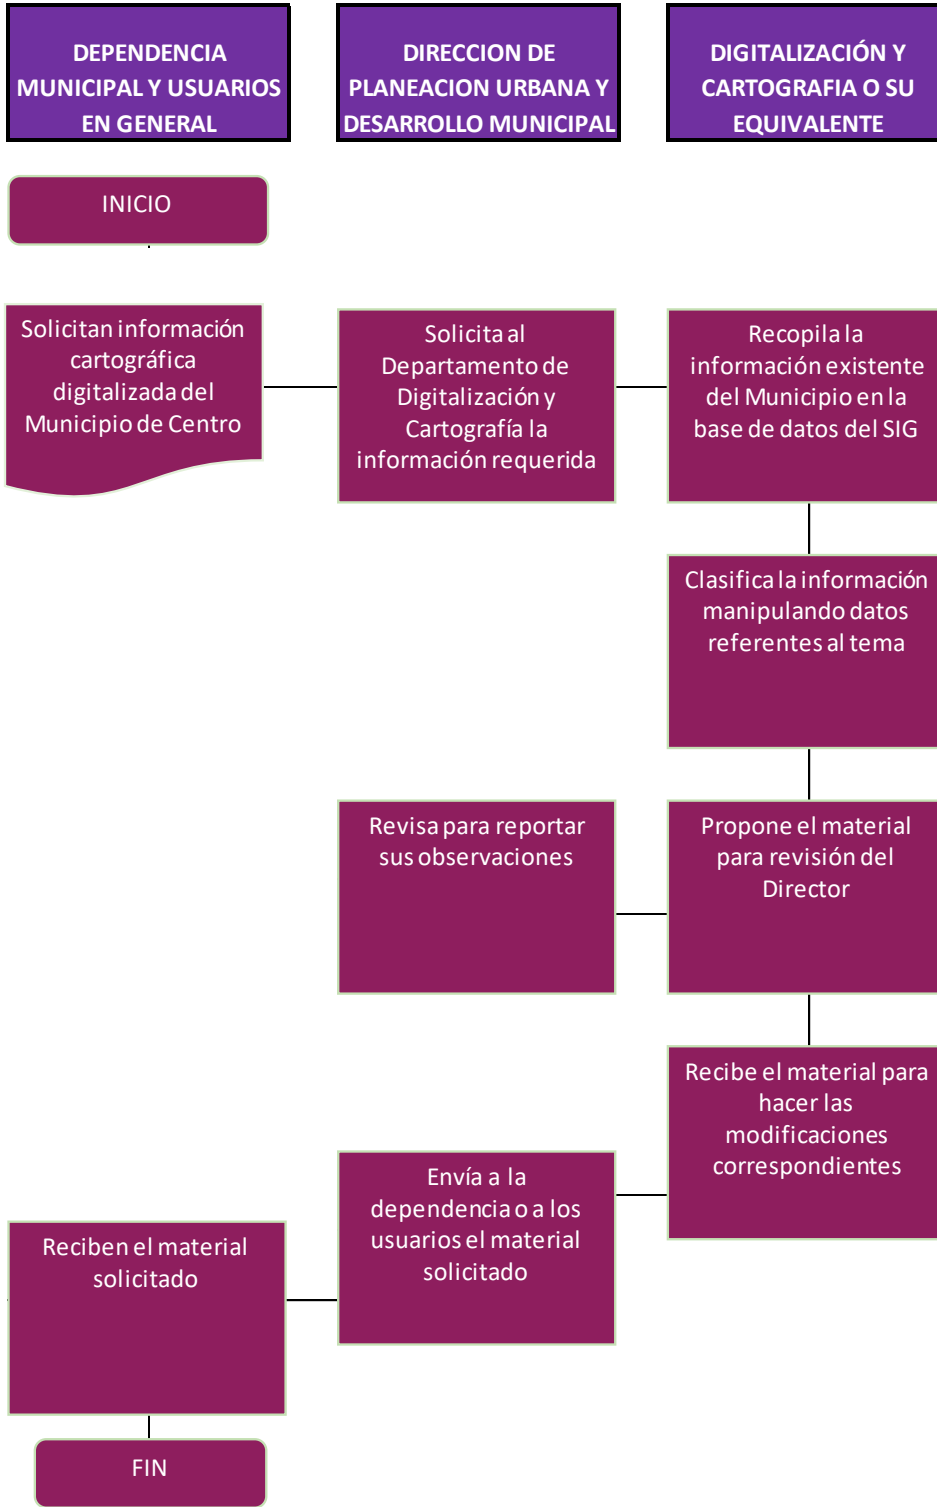 DEPENDENCIA
MUNICIPAL Y USUARIOS
EN GENERAL
DIRECCION DE
PLANEACION URBANA Y
DESARROLLO MUNICIPAL
DIGITALIZACIÓN Y
CARTOGRAFIA O SU
EQUIVALENTE
INICIO
Solicitan información
cartográfica
digitalizada del
Municipio de Centro
Solicita al
Departamento de
Digitalización y
Cartografía la
información requerida
Recopila la
información existente
del Municipio en la
base de datos del SIG
Clasifica la información
manipulando datos
referentes al tema
Revisa para reportar
sus observaciones
Propone el material
para revisión del
Director
Recibe el material para
hacer las
modificaciones
correspondientes
Envía a la
dependencia o a los
usuarios el material
solicitado
Reciben el material
solicitado
FIN